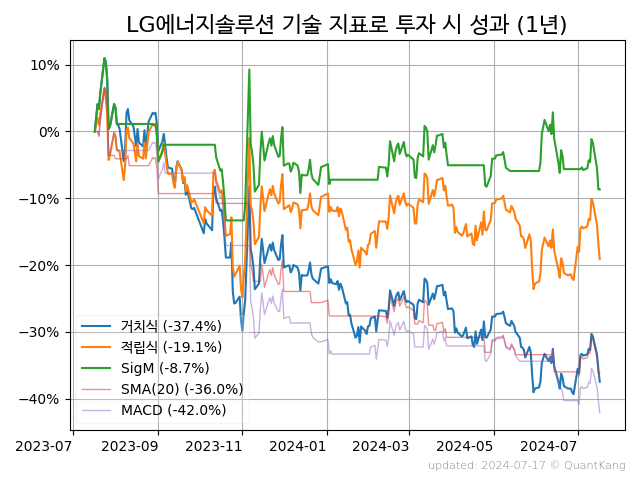 LG에너지솔루션 기술 지표로 투자 시 성과 (1년)
10%
0%
−10%
−20%
−30%
−40%
거치식 (-37.4%)
적립식 (-19.1%)
SigM (-8.7%)
SMA(20) (-36.0%)
MACD (-42.0%)
2023-07 2023-09 2023-11 2024-01 2024-03 2024-05 2024-07
updated: 2024-07-17 © QuantKang